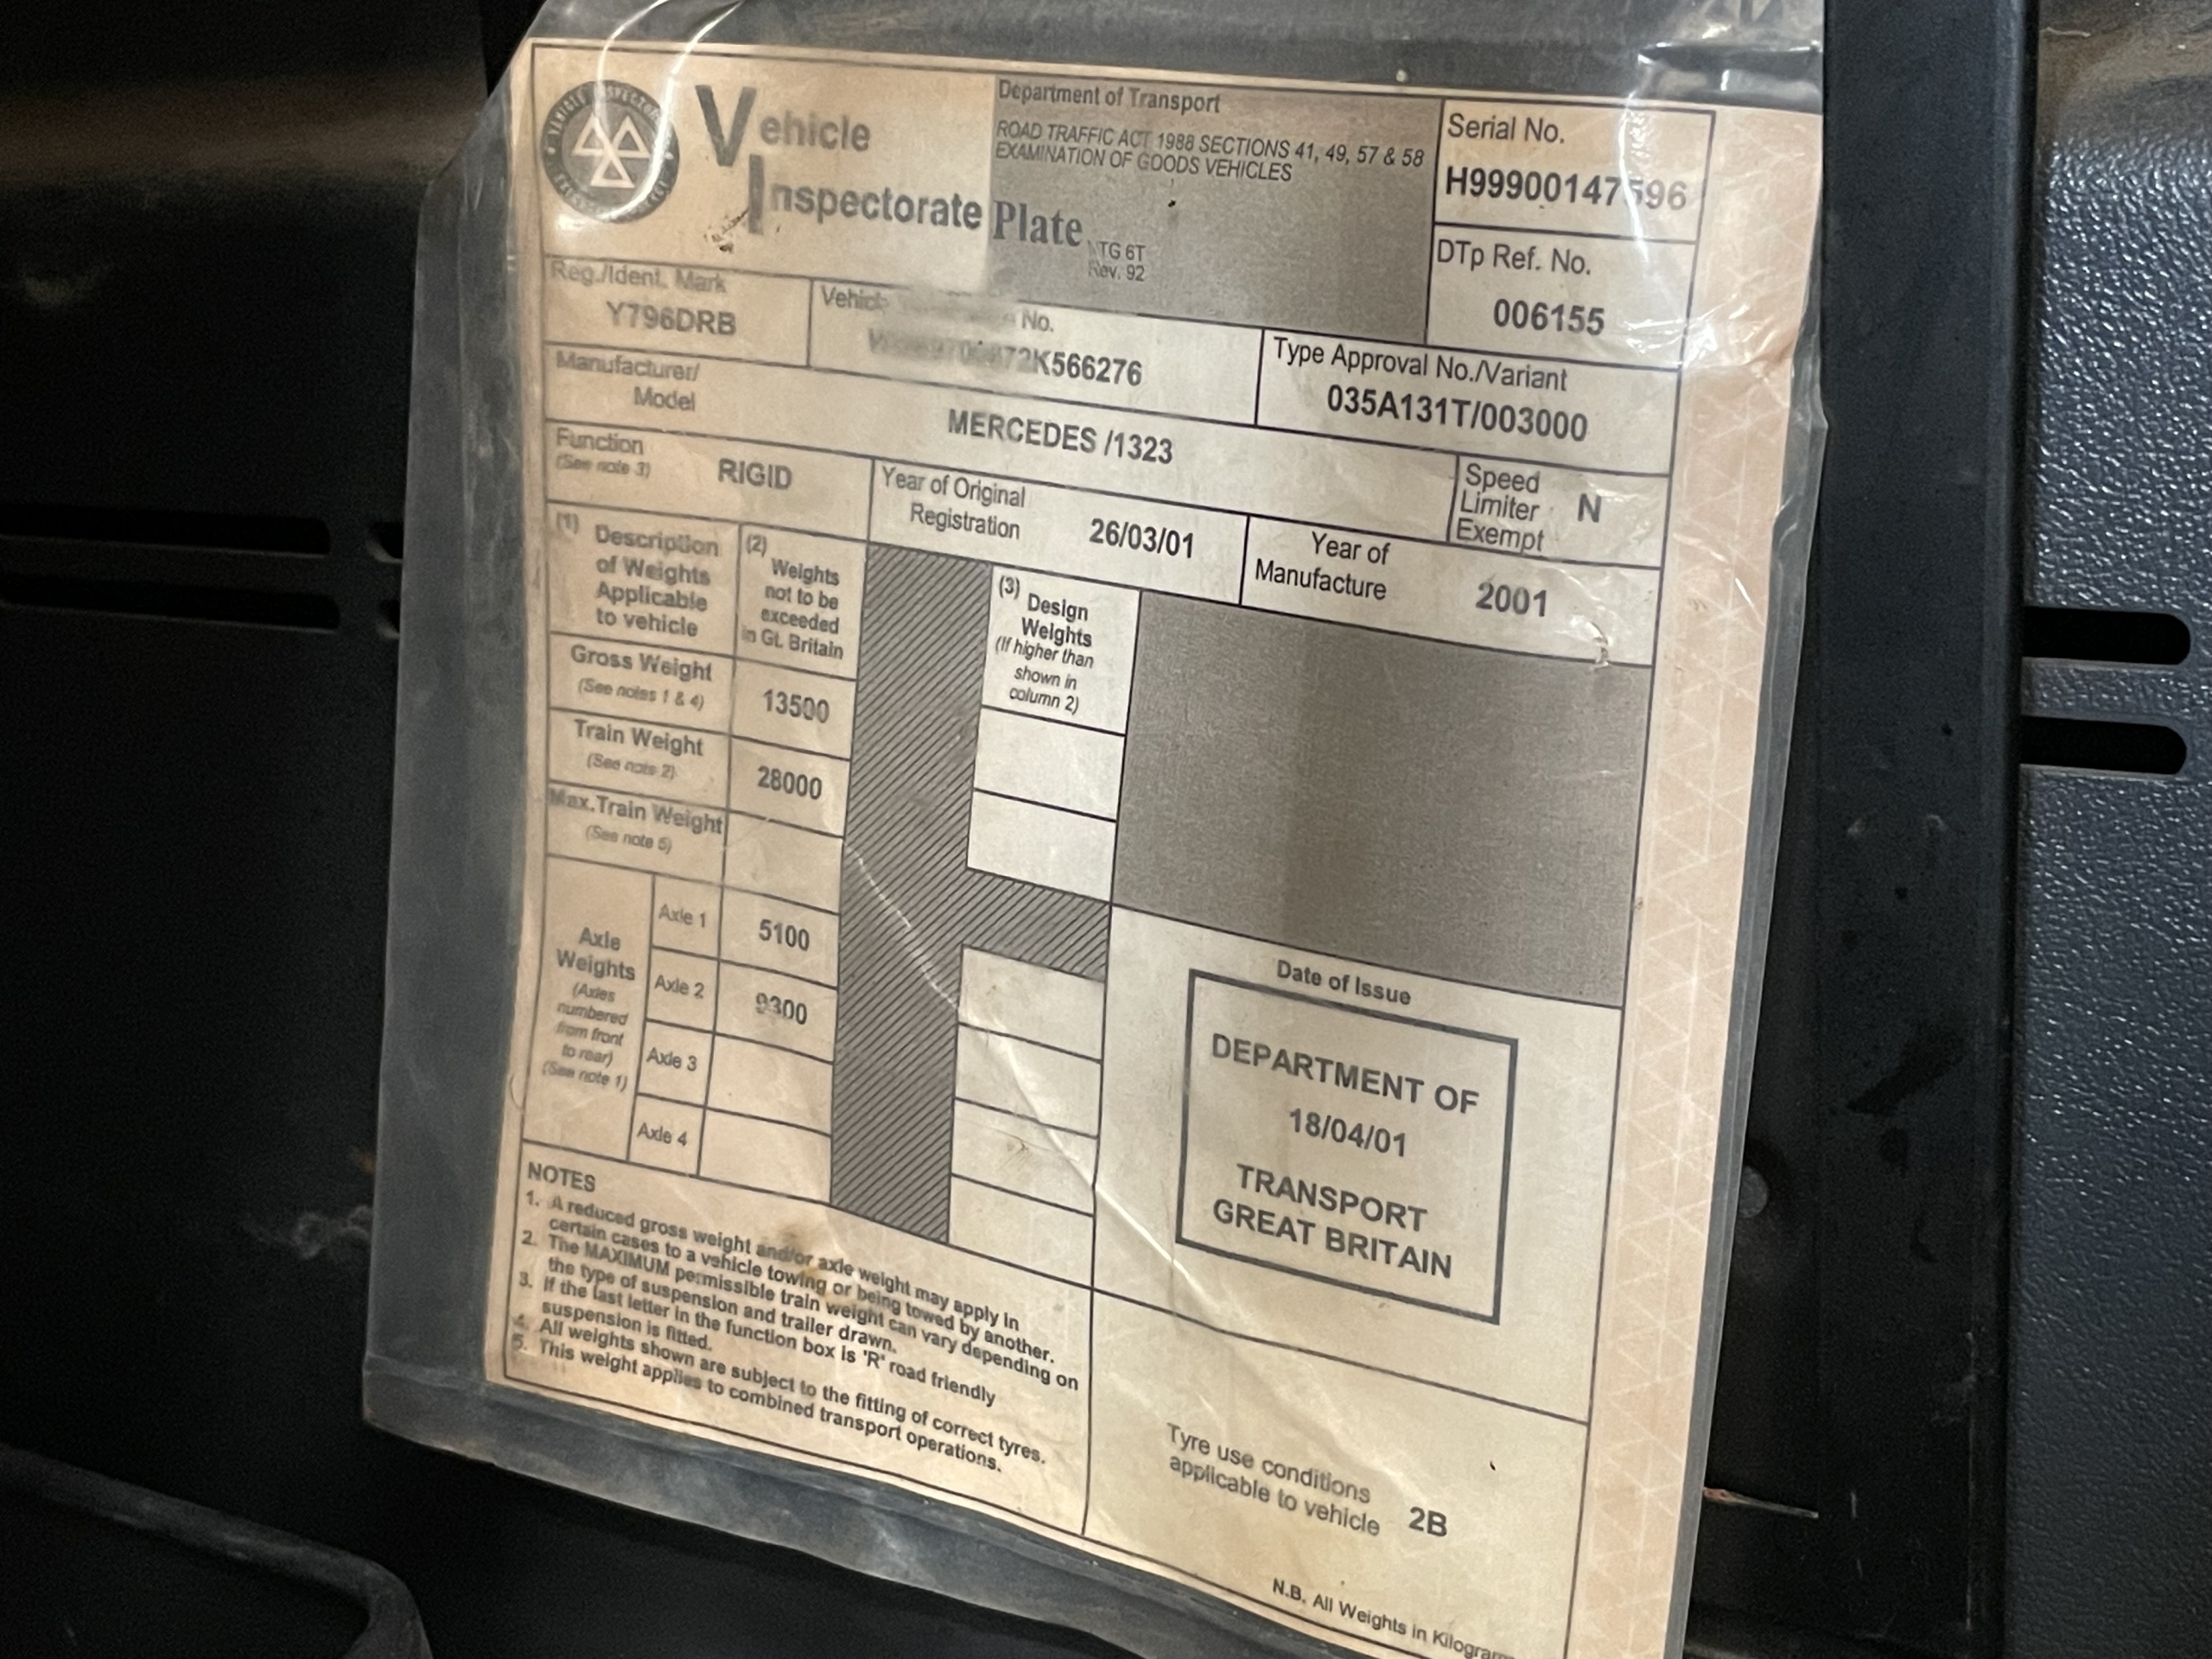 Vehicle
Inspectorate
Department of Transport
ROAD TRAFFIC ACT 1988 SECTIONS 41, 49, 57 & 58
EXAMINATION OF GOODS VEHICLES
Plate
VTG 6T
Rev. 92
Serial No.
H99900147596
DTp Ref. No.
006155
Reg./Ident. Mark
Y796DRB
No.
Type Approval No./Variant
035A131T/003000
Manufacturer/
Model
MERCEDES /1323
Function
(See note 3)
RIGID
Year of Original
Registration
26/03/01
Year of
Manufacture
2001
Speed
Limiter
Exempt
N
(1) Description
of Weights
Applicable
to vehicle
(2)
Weights
not to be
exceeded
in Gt. Britain
(3)
Design
Weights
(If higher than
shown in
column 2)
Gross Weight
(See notes 1 & 4)
13500
Train Weight
(See note 2)
28000
Max.Train Weight
(See note 5)
Axle
Weights
(Axles
numbered
from front
to rear)
(See note 1)
Axle 1
5100
Axle 2
9300
Axle 3
Axle 4
Date of Issue
DEPARTMENT OF
18/04/01
TRANSPORT
GREAT BRITAIN
NOTES
1. A reduced gross weight and/or axle weight may apply in
certain cases to a vehicle towing or being towed by another.
2. The MAXIMUM permissible train weight can vary depending on
the type of suspension and trailer drawn.
3. If the last letter in the function box is 'R' road friendly
suspension is fitted.
4. All weights shown are subject to the fitting of correct tyres.
5. This weight applies to combined transport operations.
Tyre use conditions
applicable to vehicle
2B
N.B. All Weights in